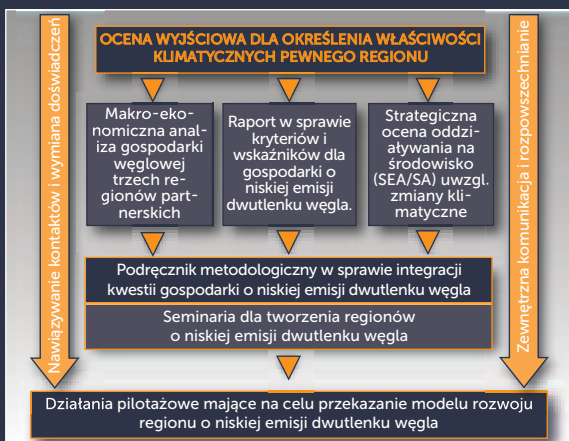 OCENA WYJŚCIOWA DLA OKREŚLENIA WŁAŚCIWOŚCI
KLIMATYCZNYCH PEWNEGO REGIONU
Nawiązywanie kontaktów i wymiana doświadczeń
Makro-eko-
nomiczna anal-
iza gospodarki
węglowej
trzech re-
gionów part-
nerskich
Raport w sprawie
kryteriów i
wskaźników dla
gospodarki o
niskiej emisji
dwutlenku węgla.
Strategiczna
ocena oddzi-
aływania na
środowisko
(SEA/SA) uwzgl.
zmiany kli-
matyczne
Zewnętrzna komunikacja i rozpowszechnianie
Podręcznik metodologiczny w sprawie integracji
kwestii gospodarki o niskiej emisji dwutlenku węgla
Seminaria dla tworzenia regionów
o niskiej emisji dwutlenku węgla
Działania pilotażowe mające na celu przekazanie modelu rozwoju
regionu o niskiej emisji dwutlenku węgla